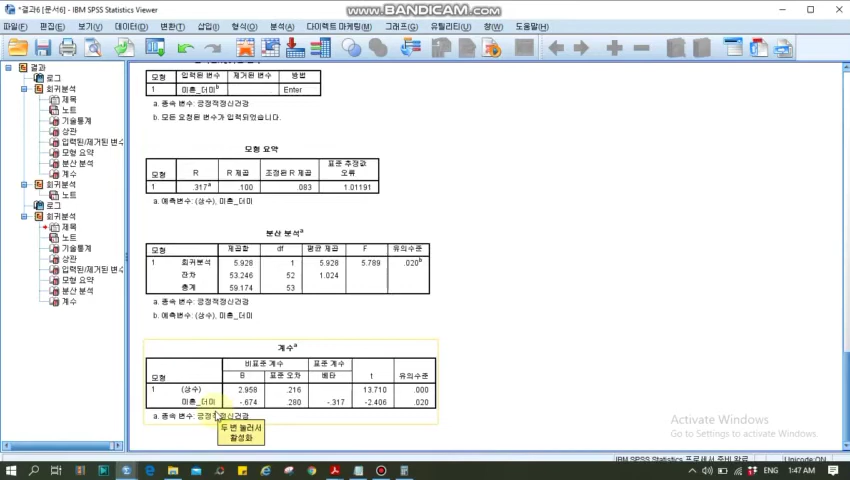 *결과6 [문서6] - IBM SPSS Statistics Viewer
WWW.BANDICAM.COM
파일(F) 편집(E) 보기(V) 데이터(D) 변환(T) 삽입(I) 형식(O) 분석(A) 다이렉트 마케팅(M) 그래프(G) 유틸리티(U) 창(W) 도움말(H)
결과
로그
회귀분석
제목
노트
기술통계
상관
입력된/제거된 변수
모형 요약
분산 분석
계수
회귀분석
노트
로그
회귀분석
제목
노트
기술통계
상관
입력된/제거된 변수
모형 요약
분산 분석
계수
모형 입력된 변수 제거된 변수 방법
1 미혼_더미b Enter
a. 종속 변수: 긍정적정신건강
b. 모든 요청된 변수가 입력되었습니다.
모형 요약
모형 R R 제곱 조정된 R 제곱 표준 추정값 오류
1 .317a .100 .083 1.01191
a. 예측변수: (상수), 미혼_더미
분산 분석a
모형 제곱합 df 평균 제곱 F 유의수준
1 회귀분석 5.928 1 5.928 5.789 .020b
잔차 53.246 52 1.024
총계 59.174 53
a. 종속 변수: 긍정적정신건강
b. 예측변수: (상수), 미혼_더미
계수a
모형 비표준 계수 표준 계수 t 유의수준
B 표준 오차 베타
1 (상수) 2.958 .216 13.710 .000
미혼_더미 -.674 .280 -.317 -2.406 .020
a. 종속 변수: 긍정적정신건강
두 번 눌러서
활성화
Activate Windows
Go to Settings to activate Windows.
IBM SPSS Statistics 프로세서 준비 완료 Unicode:ON
ENG 1:47 AM